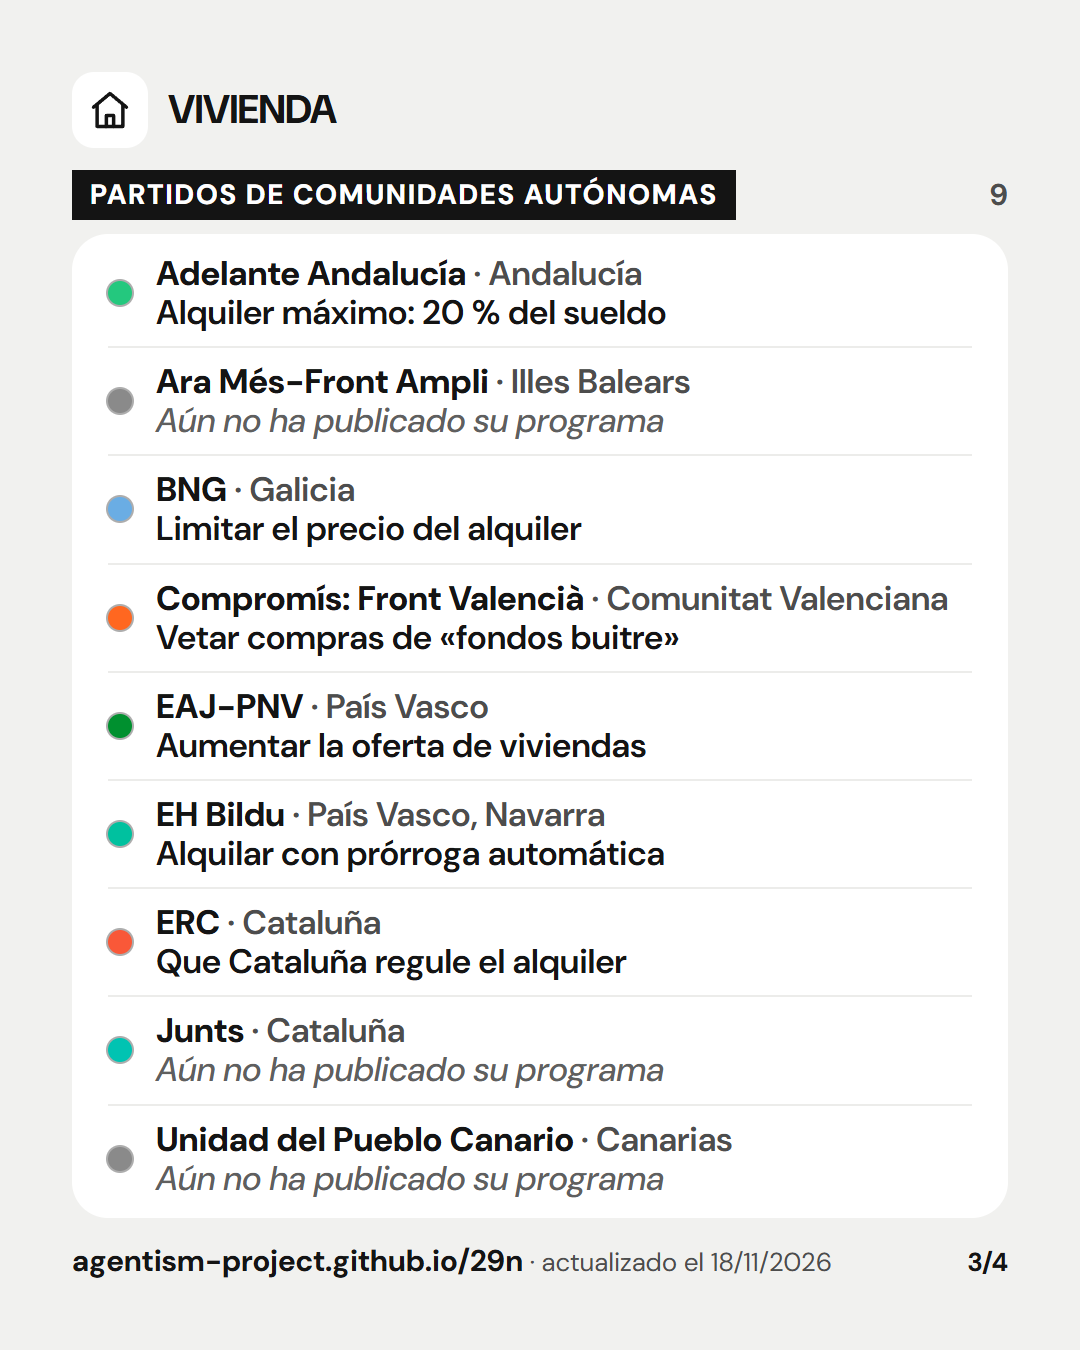 VIVIENDA
PARTIDOS DE COMUNIDADES AUTÓNOMAS 9
Adelante Andalucía · Andalucía
Alquiler máximo: 20 % del sueldo
Ara Més–Front Ampli · Illes Balears
Aún no ha publicado su programa
BNG · Galicia
Limitar el precio del alquiler
Compromís: Front Valencià · Comunitat Valenciana
Vetar compras de «fondos buitre»
EAJ–PNV · País Vasco
Aumentar la oferta de viviendas
EH Bildu · País Vasco, Navarra
Alquilar con prórroga automática
ERC · Cataluña
Que Cataluña regule el alquiler
Junts · Cataluña
Aún no ha publicado su programa
Unidad del Pueblo Canario · Canarias
Aún no ha publicado su programa
agentism-project.github.io/29n · actualizado el 18/11/2026 3/4